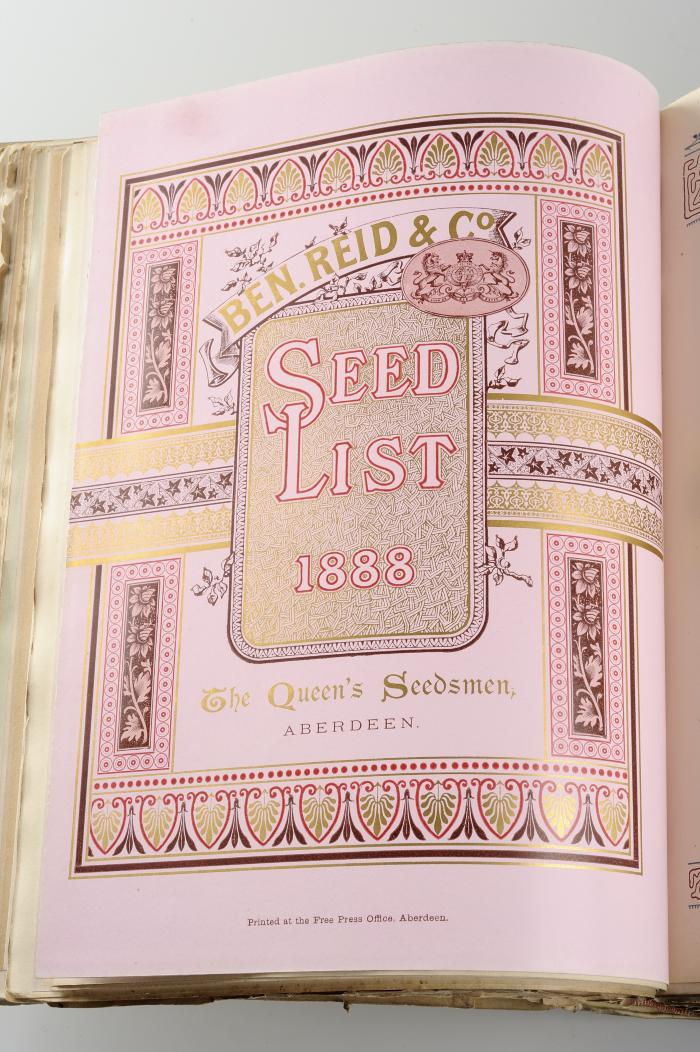 BEN. REID & Co
SEED
LIST
1888
The Queen's Seedsmen,
ABERDEEN.
Printed at the Free Press Office, Aberdeen.